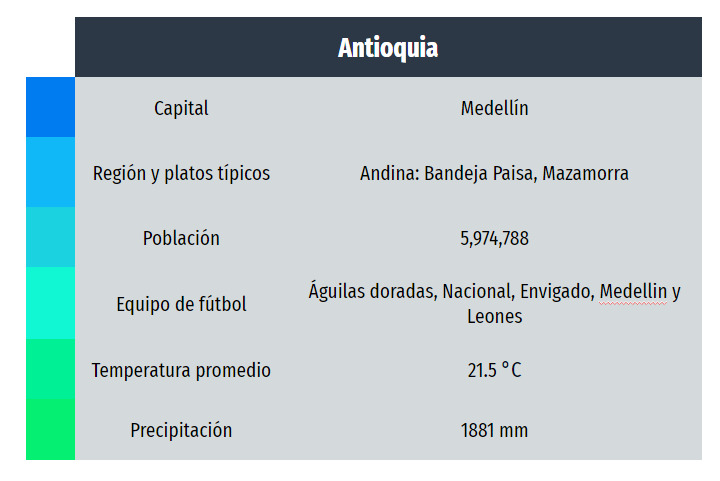 Antioquia
Capital
Medellín
Región y platos típicos
Andina: Bandeja Paisa, Mazamorra
Población
5,974,788
Equipo de fútbol
Águilas doradas, Nacional, Envigado, Medellin y
Leones
Temperatura promedio
21.5 °C
Precipitación
1881 mm